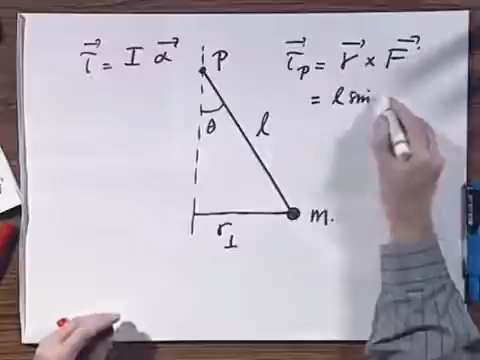 τ⃗ = I α⃗
P
τ⃗ₚ = r⃗ × F⃗
= l sin
θ
l
r⊥
m.